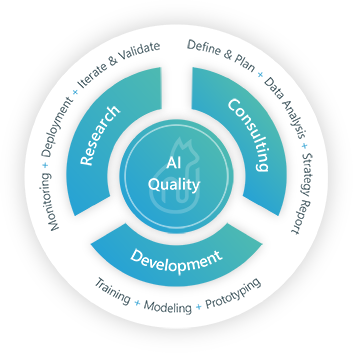 Define & Plan + Data Analysis + Strategy Report
Monitoring + Deployment + Iterate & Validate
Research
Consulting
AI
Quality
Development
Training + Modeling + Prototyping